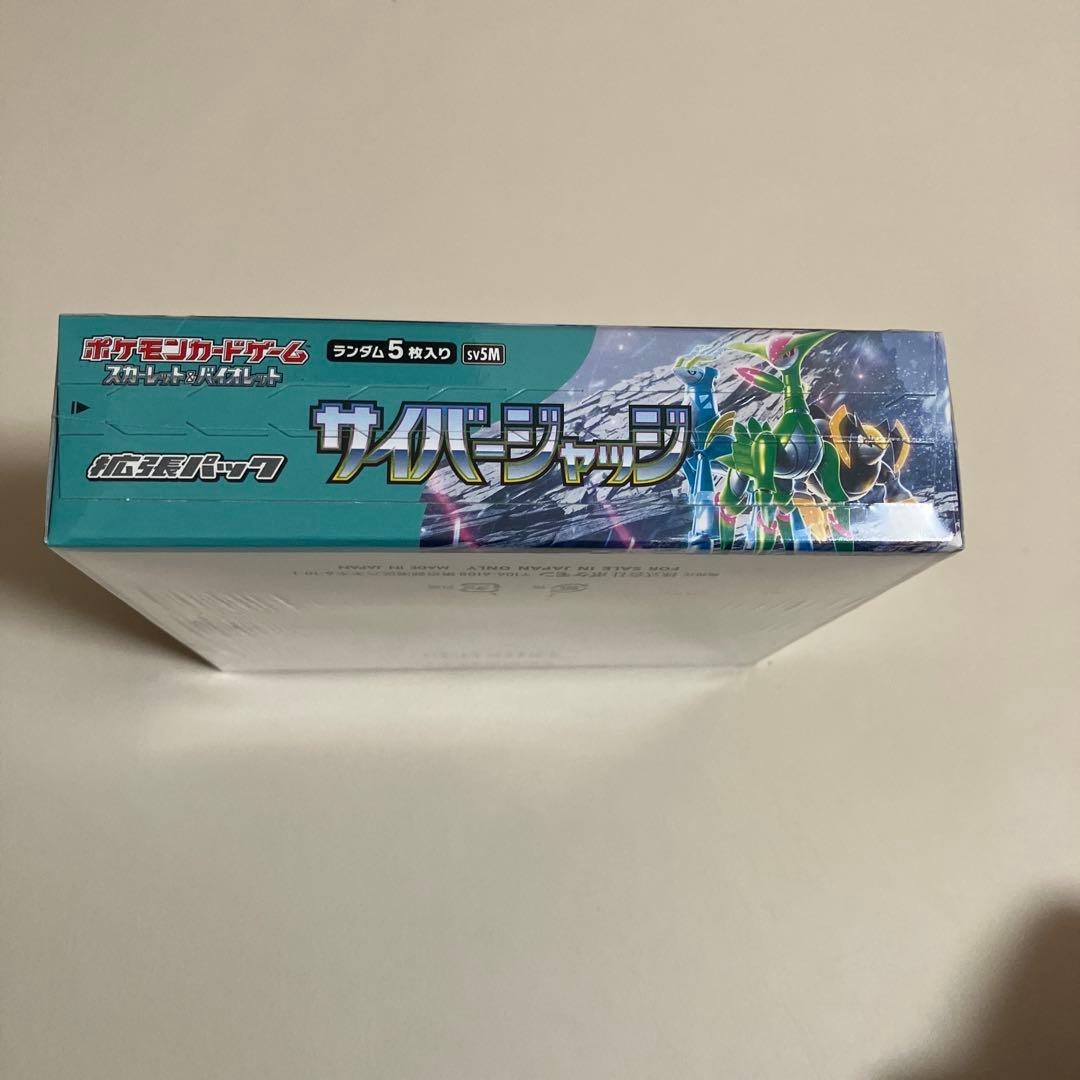 ポケモンカードゲーム
スカーレット&バイオレット
ランダム5枚入り
SV5M
サイバージャッジ
拡張パック
FOR SALE IN JAPAN ONLY MADE IN JAPAN